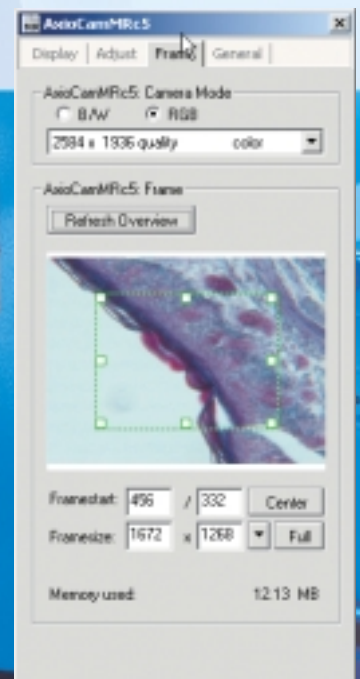 AxioCamMRc5
Display Adjust Frame General
AxioCamMRc5: Camera Mode
B/W RGB
2584 x 1936 quality color
AxioCamMRc5: Frame
Refresh Overview
Framestart: 456 / 332 Center
Framesize: 1672 x 1268 Full
Memory used: 12.13 MB